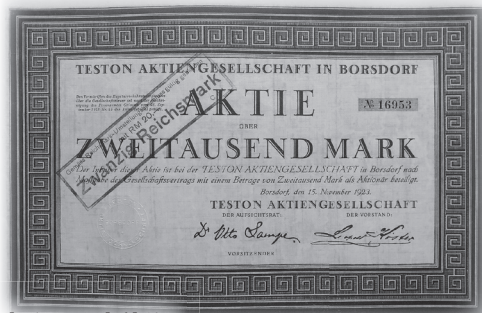 TESTON AKTIENGESELLSCHAFT IN BORSDORF
AKTIE
№ 16953
ÜBER
ZWEITAUSEND MARK
RM 20.-
Zwanzig Reichsmark
Der Inhaber dieser Aktie ist bei der TESTON AKTIENGESELLSCHAFT in Borsdorf nach
Maßgabe des Gesellschaftsvertrags mit einem Betrage von Zweitausend Mark als Aktionär beteiligt.
Borsdorf, den 15. November 1923.
TESTON AKTIENGESELLSCHAFT
DER AUFSICHTSRAT:
DER VORSTAND:
Dr Otto
VORSITZENDER